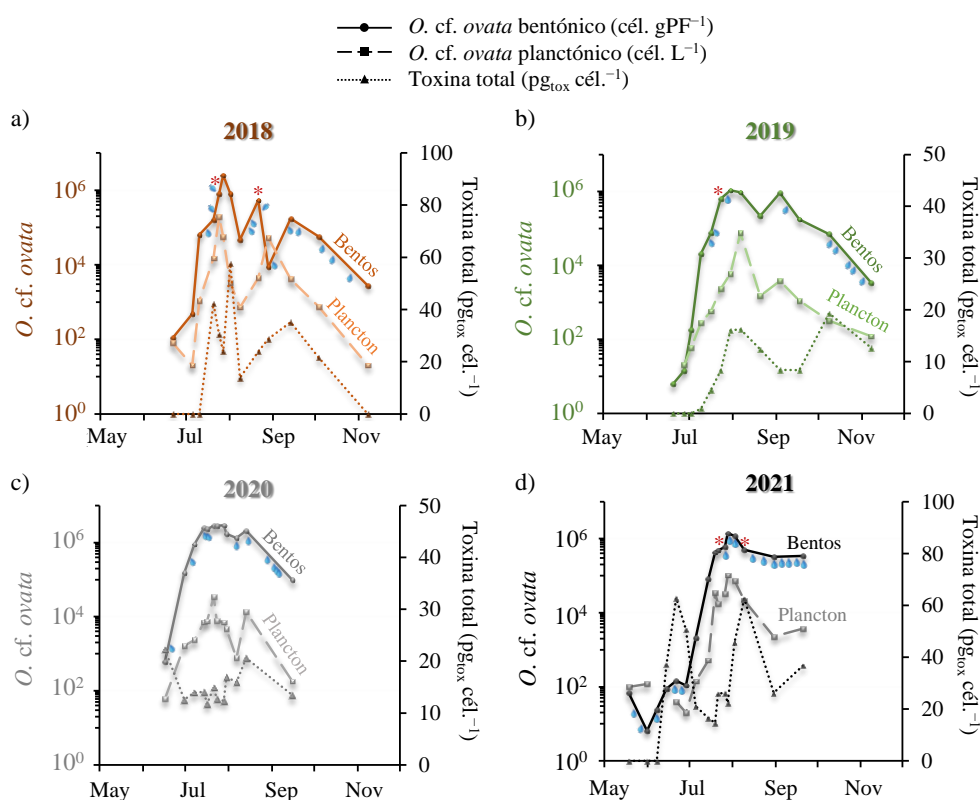 O. cf. ovata bentónico (cél. gPF⁻¹)
O. cf. ovata planctónico (cél. L⁻¹)
Toxina total (pg_tox cél.⁻¹)
a)
2018
O. cf. ovata
10⁶
10⁴
10²
10⁰
100
80
60
40
20
0
Toxina total (pg_tox cél.⁻¹)
*
*
Bentos
Plancton
May
Jul
Sep
Nov
b)
2019
O. cf. ovata
10⁶
10⁴
10²
10⁰
50
40
30
20
10
0
Toxina total (pg_tox cél.⁻¹)
*
Bentos
Plancton
May
Jul
Sep
Nov
c)
2020
O. cf. ovata
10⁶
10⁴
10²
10⁰
50
40
30
20
10
0
Toxina total (pg_tox cél.⁻¹)
Bentos
Plancton
May
Jul
Sep
Nov
d)
2021
O. cf. ovata
10⁶
10⁴
10²
10⁰
100
80
60
40
20
0
Toxina total (pg_tox cél.⁻¹)
*
*
Bentos
Plancton
May
Jul
Sep
Nov